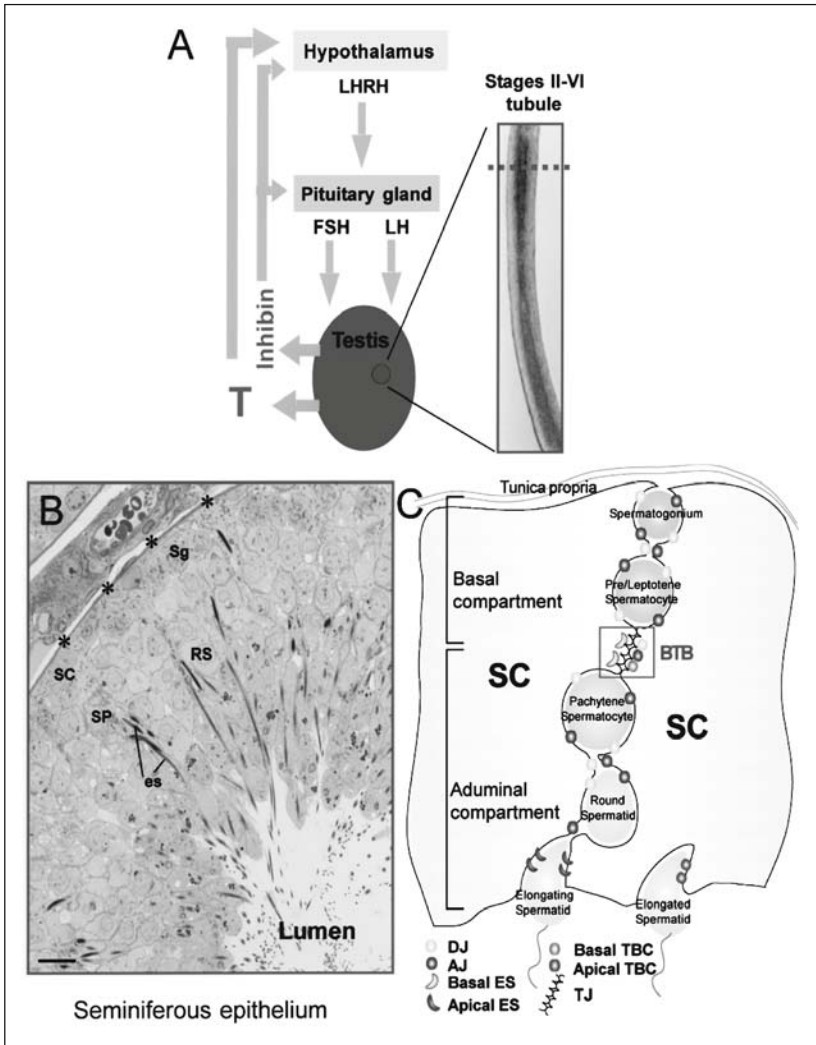 A
Hypothalamus
LHRH
Pituitary gland
FSH LH
Inhibin
Testis
T
Stages II-VI
tubule
B
Sg
SC
RS
SP
es
Lumen
Seminiferous epithelium
C
Tunica propria
Spermatogonium
Basal
compartment
Pre/Leptotene
Spermatocyte
BTB
SC
SC
Pachytene
Spermatocyte
Aduminal
compartment
Round
Spermatid
Elongating
Spermatid
Elongated
Spermatid
DJ
AJ
Basal ES
Apical ES
Basal TBC
Apical TBC
TJ